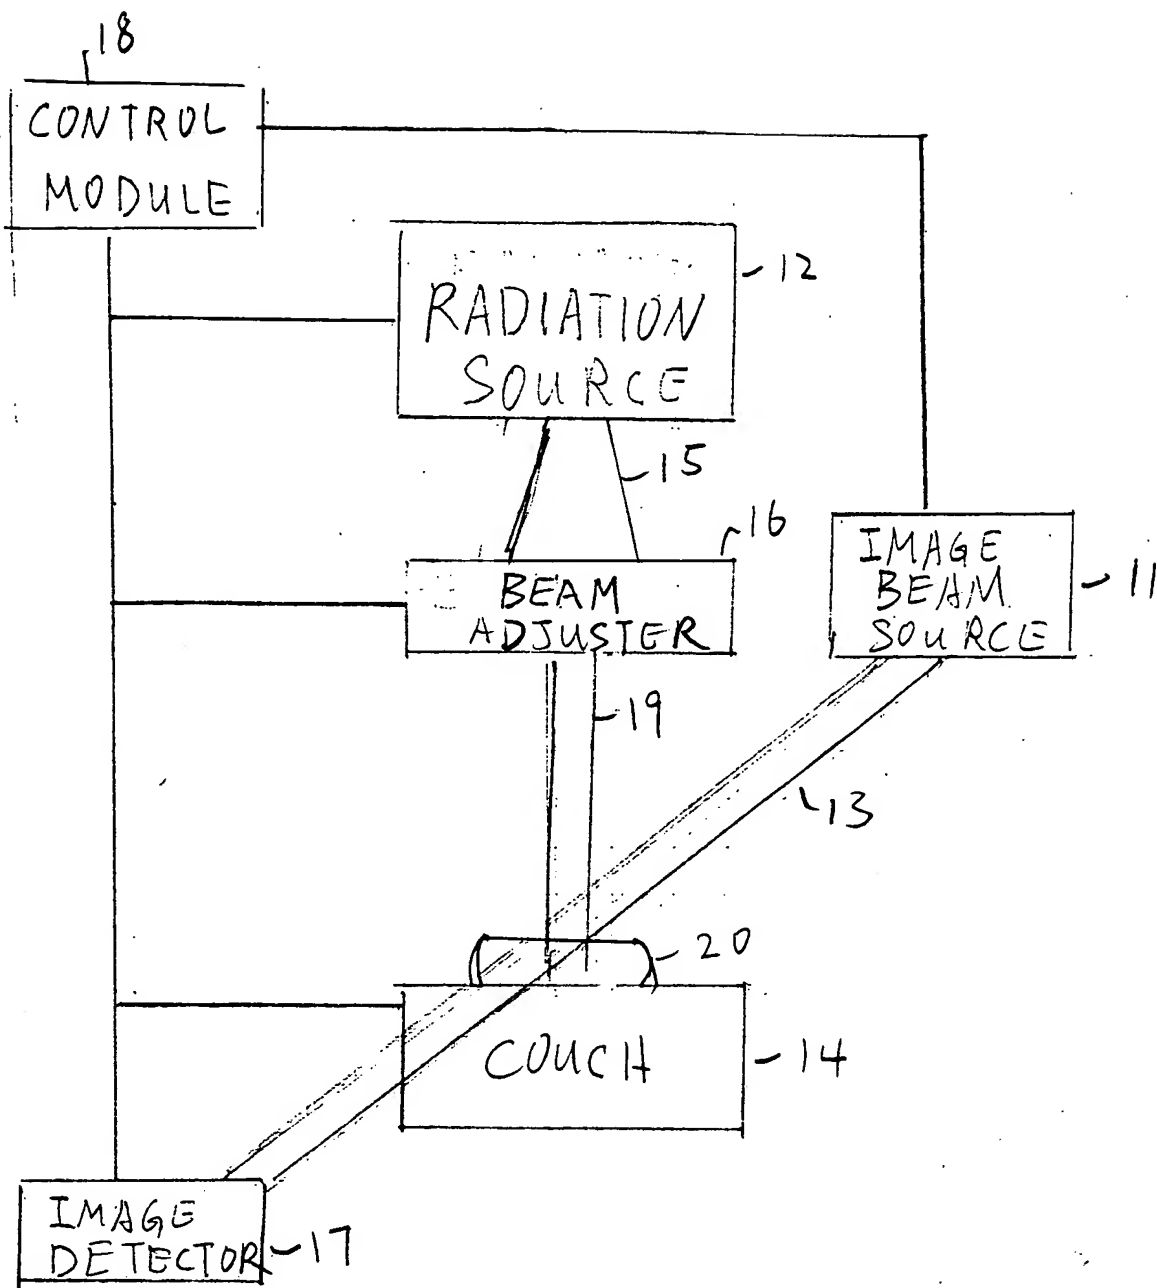 18
CONTROL
MODULE
12
RADIATION
SOURCE
15
16
BEAM
ADJUSTER
IMAGE
BEAM
SOURCE
11
19
13
20
COUCH
14
IMAGE
DETECTOR
17